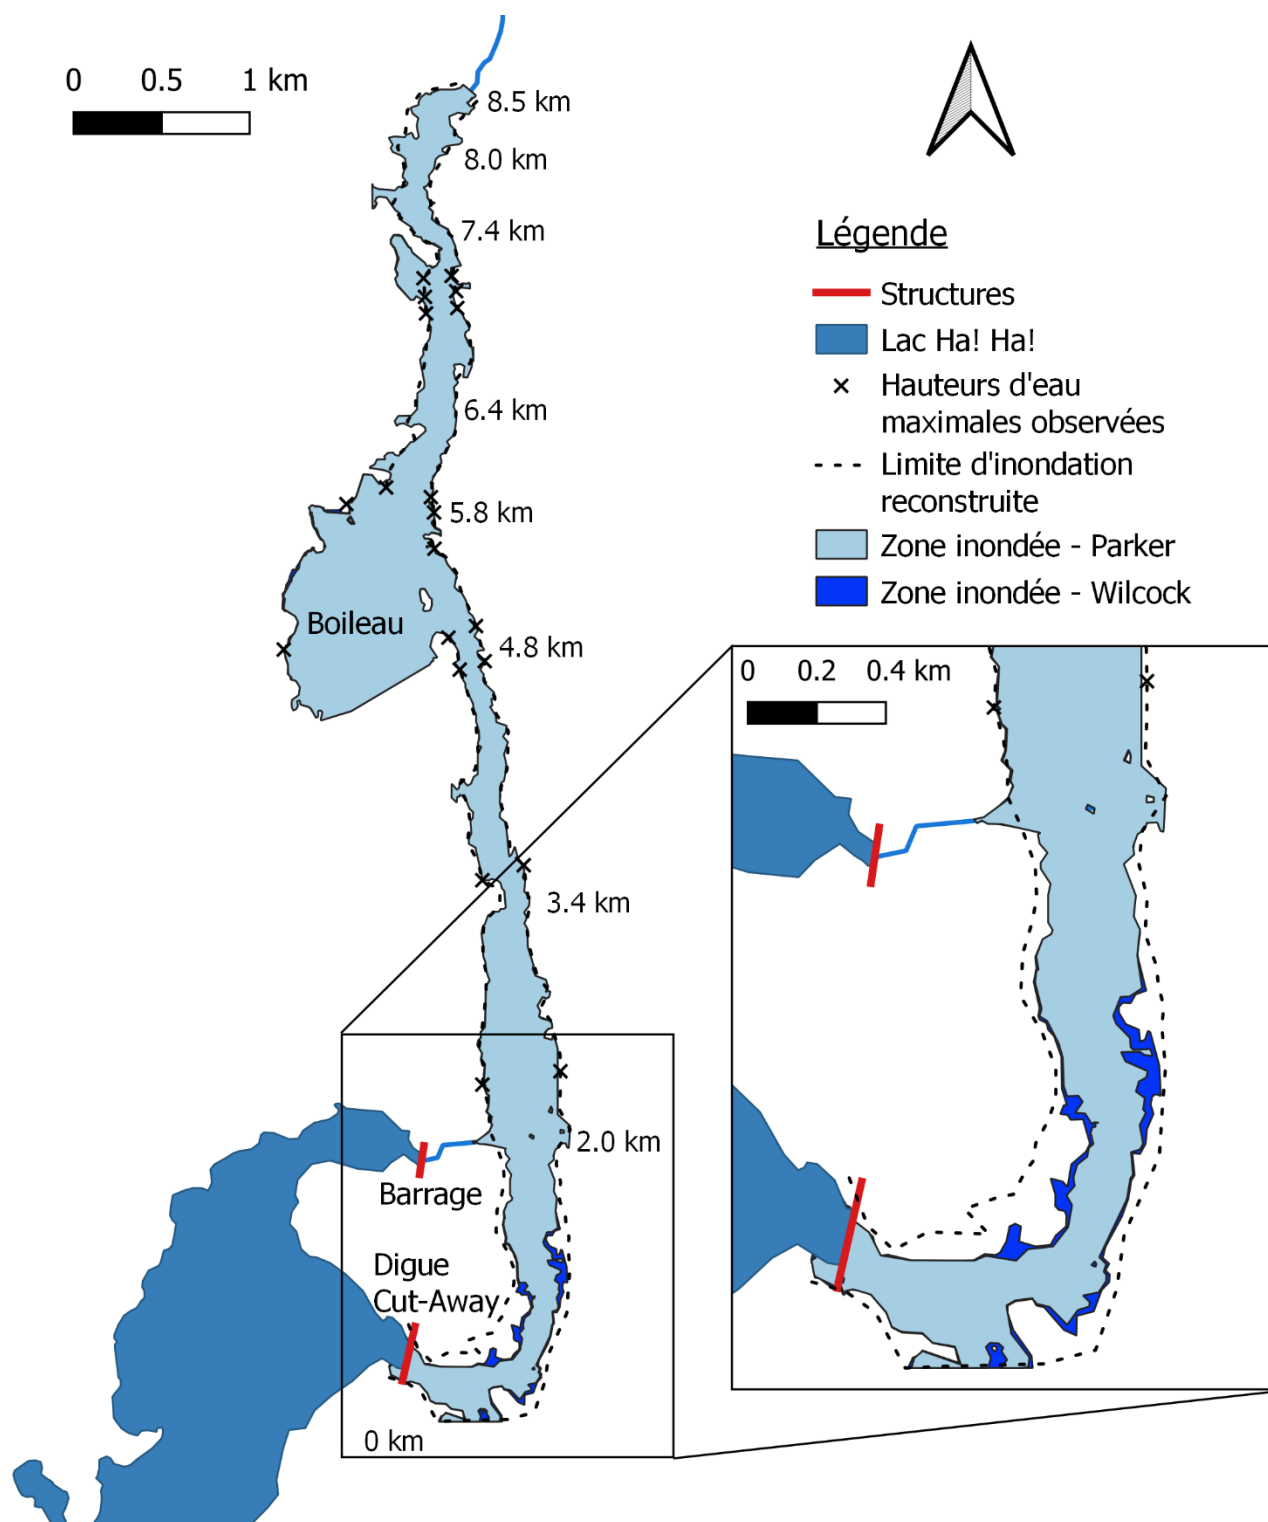 0 0.5 1 km
8.5 km
8.0 km
7.4 km
6.4 km
5.8 km
Boileau
4.8 km
3.4 km
2.0 km
Barrage
Digue
Cut-Away
0 km
Légende
Structures
Lac Ha! Ha!
Hauteurs d'eau
maximales observées
Limite d'inondation
reconstruite
Zone inondée - Parker
Zone inondée - Wilcock
0 0.2 0.4 km